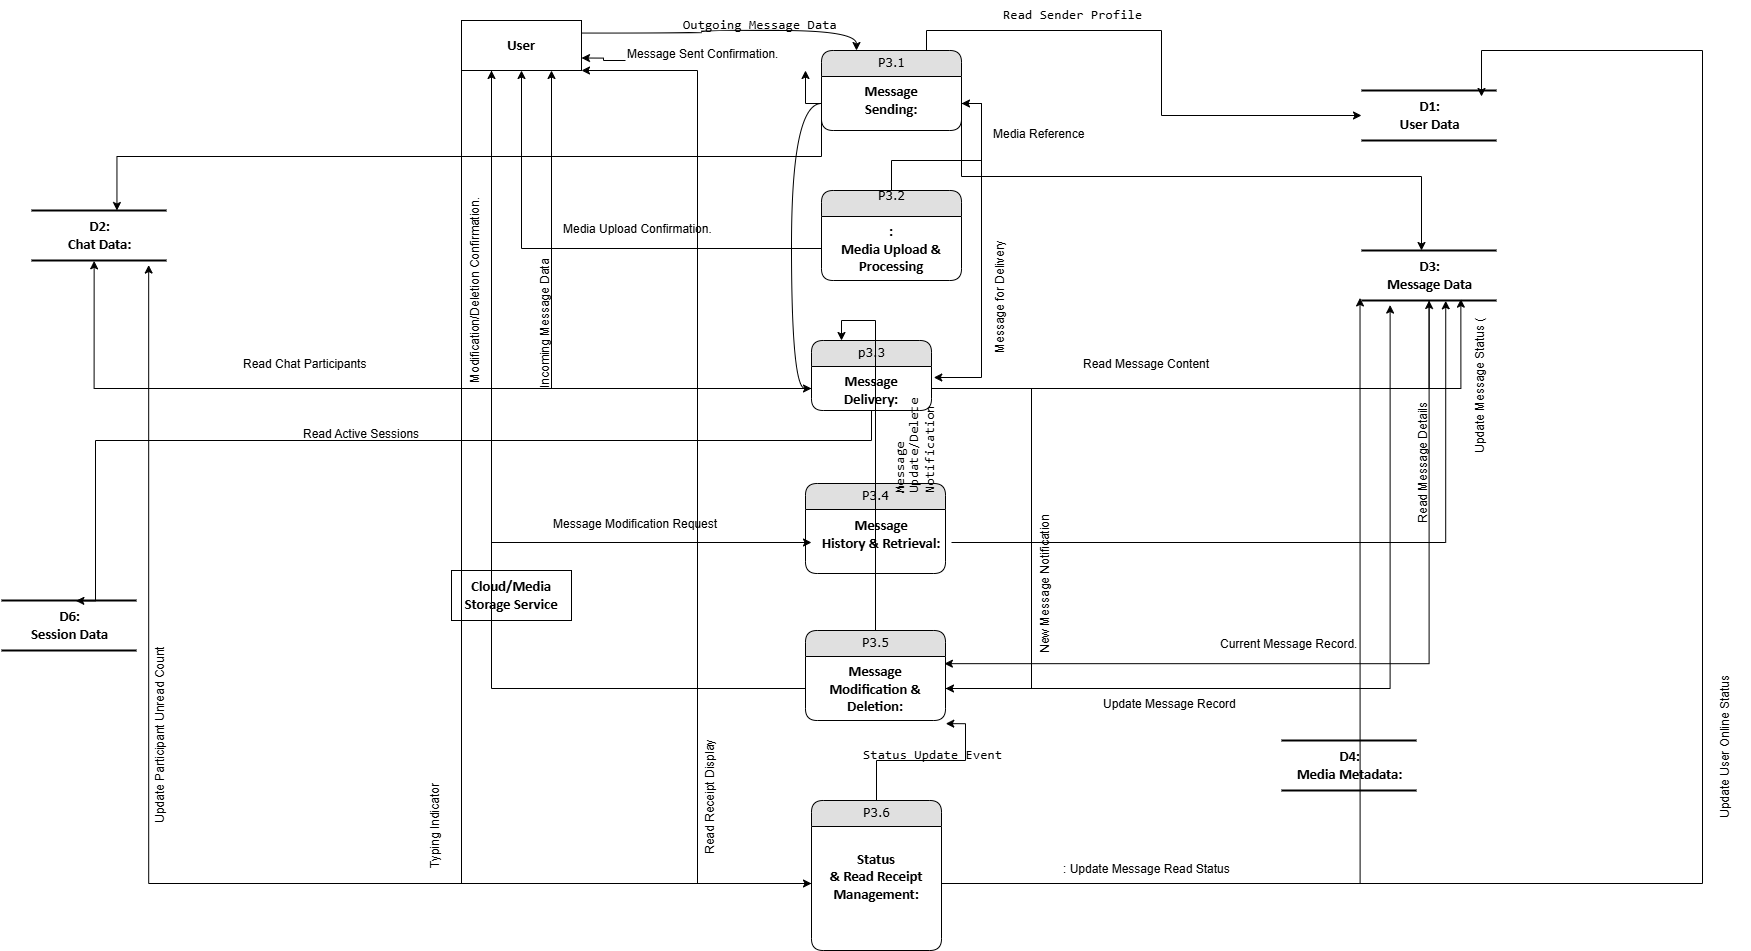 Read Sender Profile
Outgoing Message Data
User
Message Sent Confirmation.
P3.1
Message
Sending:
D1:
User Data
Media Reference
P3.2
:
Media Upload &
Processing
D2:
Chat Data:
Media Upload Confirmation.
Modification/Deletion Confirmation.
Incoming Message Data
Message for Delivery
D3:
Message Data
p3.3
Message
Delivery:
Read Chat Participants
Read Message Content
Update Message Status (
Read Active Sessions
Message
Update/Delete
Notification
Read Message Details
P3.4
Message
History & Retrieval:
Message Modification Request
New Message Notification
Cloud/Media
Storage Service
D6:
Session Data
P3.5
Message
Modification &
Deletion:
Current Message Record.
Update Message Record
Update Participant Unread Count
Status Update Event
D4:
Media Metadata:
Update User Online Status
Typing Indicator
Read Receipt Display
P3.6
Status
& Read Receipt
Management:
: Update Message Read Status